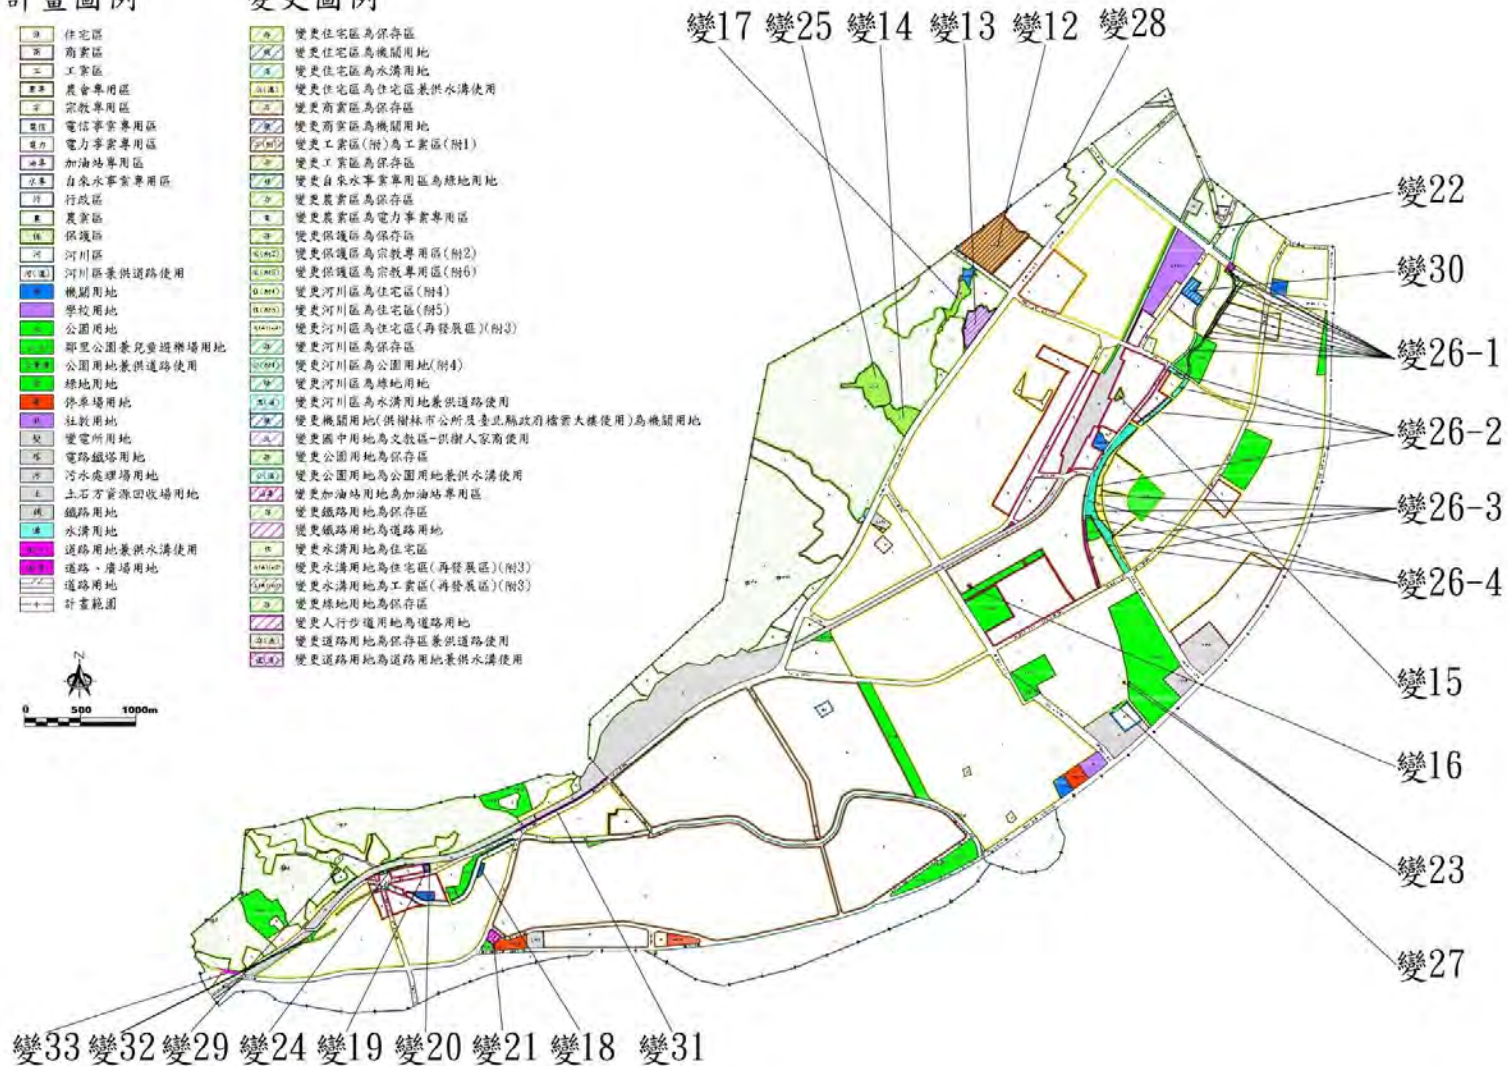 計畫圖例
住宅區
商業區
工業區
農會專用區
宗教專用區
電信事業專用區
電力事業專用區
加油站專用區
自來水事業專用區
行政區
農業區
保護區
河川區
河川區兼供道路使用
機關用地
學校用地
公園用地
鄰里公園兼兒童遊樂場用地
公園用地兼供道路使用
綠地用地
停車場用地
社教用地
變電所用地
電路鐵塔用地
污水處理場用地
土石方資源回收場用地
鐵路用地
水溝用地
道路用地兼供水溝使用
道路、廣場用地
道路用地
計畫範圍
N
0 500 1000m
變更圖例
變更住宅區為保存區
變更住宅區為機關用地
變更住宅區為水溝用地
變更住宅區為住宅區兼供水溝使用
變更商業區為保存區
變更商業區為機關用地
變更工業區(附)為工業區(附1)
變更工業區為保存區
變更自來水事業專用區為綠地用地
變更農業區為保存區
變更農業區為電力事業專用區
變更保護區為保存區
變更保護區為宗教專用區(附2)
變更保護區為宗教專用區(附6)
變更河川區為住宅區(附4)
變更河川區為住宅區(附5)
變更河川區為住宅區(再發展區)(附3)
變更河川區為保存區
變更河川區為公園用地(附4)
變更河川區為綠地用地
變更河川區為水溝用地兼供道路使用
變更機關用地(供樹林市公所及臺北縣政府檔案大樓使用)為機關用地
變更國中用地為文教區-供樹人家商使用
變更公園用地為保存區
變更公園用地為公園用地兼供水溝使用
變更加油站用地為加油站專用區
變更鐵路用地為保存區
變更鐵路用地為道路用地
變更水溝用地為住宅區
變更水溝用地為住宅區(再發展區)(附3)
變更水溝用地為工業區(再發展區)(附3)
變更綠地用地為保存區
變更人行步道用地為道路用地
變更道路用地為保存區兼供道路使用
變更道路用地為道路用地兼供水溝使用
變17 變25 變14 變13 變12 變28
變22
變30
變26-1
變26-2
變26-3
變26-4
變15
變16
變23
變27
變33 變32 變29 變24 變19 變20 變21 變18 變31